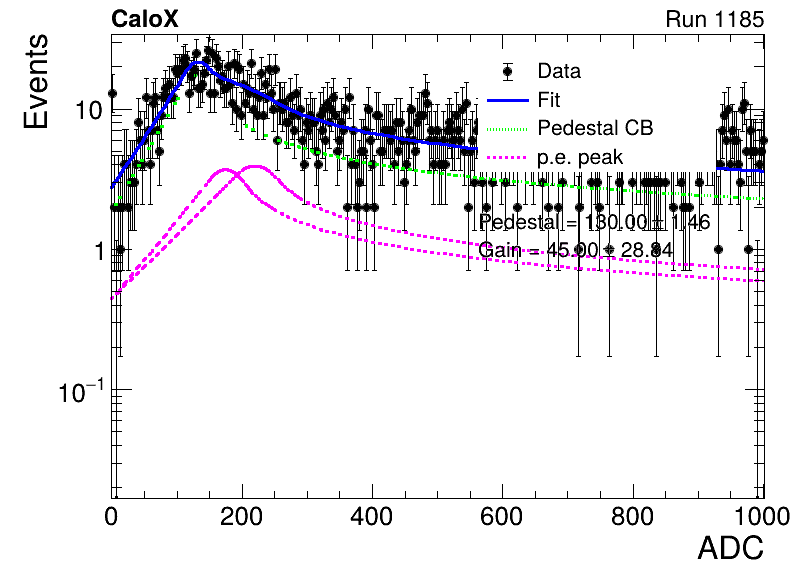 CaloX Run 1185
Events
Data
Fit
Pedestal CB
p.e. peak
Pedestal = 130.00 ± 1.46
Gain = 45.00 ± 28.84
10
1
10⁻¹
0 200 400 600 800 1000
ADC